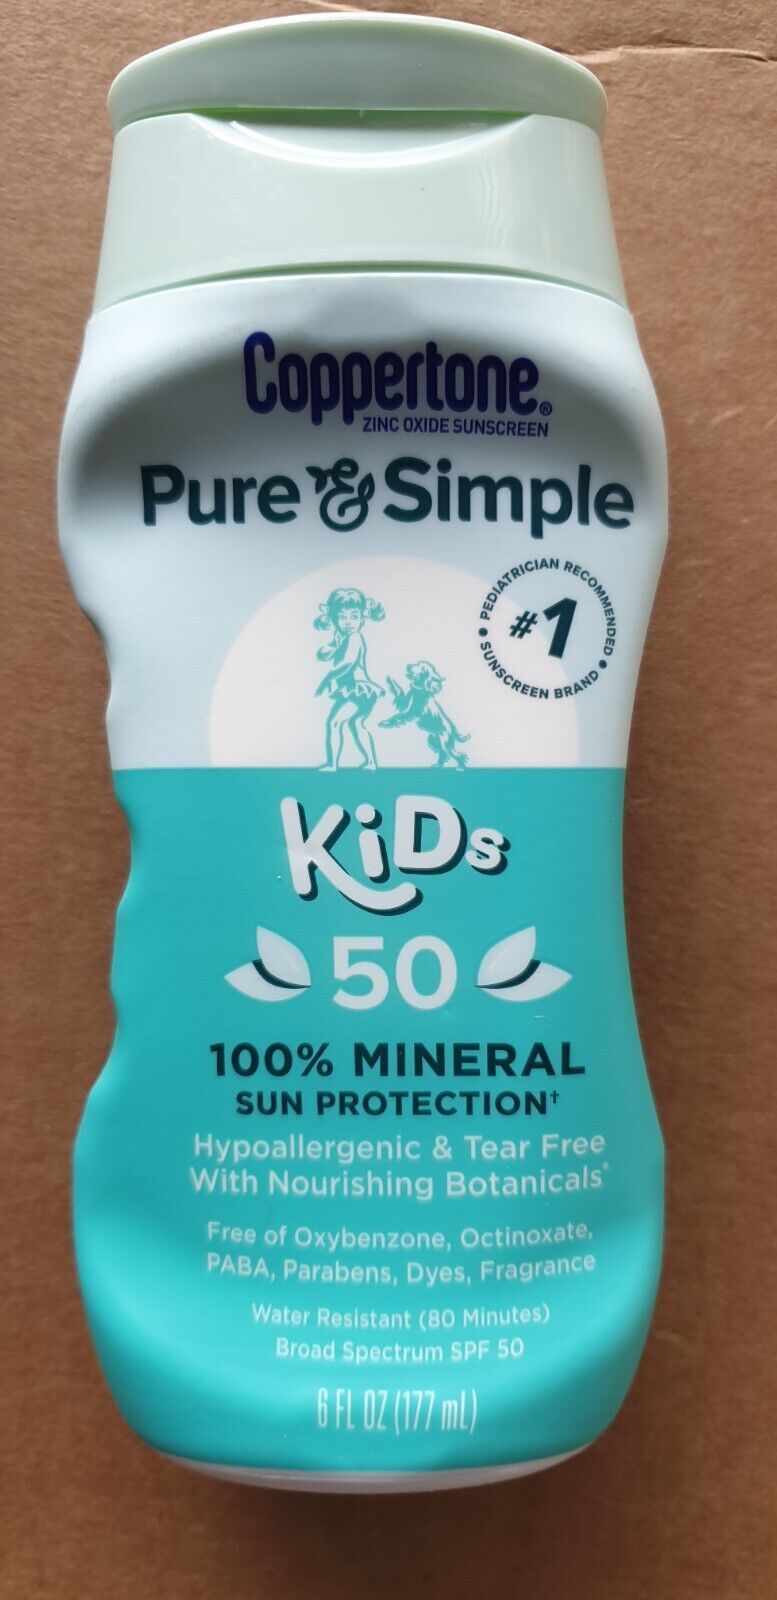 Coppertone®
ZINC OXIDE SUNSCREEN
Pure & Simple
PEDIATRICIAN RECOMMENDED
#1
• SUNSCREEN BRAND •
KiDs
50
100% MINERAL
SUN PROTECTION†
Hypoallergenic & Tear Free
With Nourishing Botanicals*
Free of Oxybenzone, Octinoxate,
PABA, Parabens, Dyes, Fragrance
Water Resistant (80 Minutes)
Broad Spectrum SPF 50
6 FL OZ (177 mL)